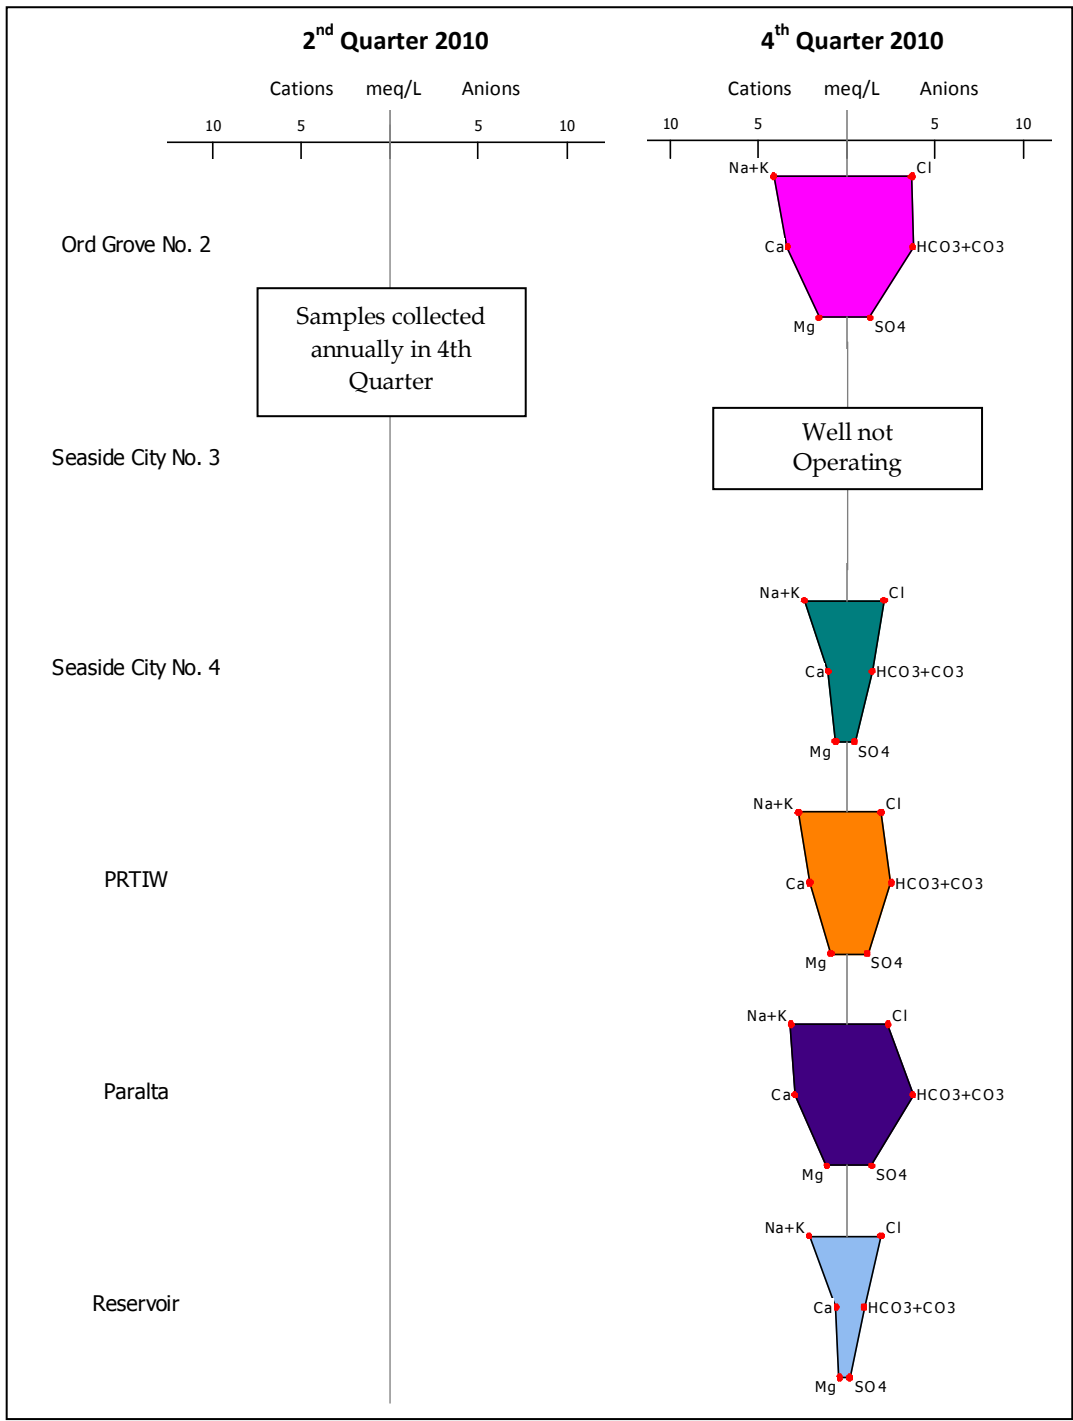 2nd Quarter 2010
4th Quarter 2010
Cations meq/L Anions
Cations meq/L Anions
10 5 5 10
10 5 5 10
Na+K Cl
Ord Grove No. 2
Ca HCO3+CO3
Mg SO4
Samples collected
annually in 4th
Quarter
Well not
Operating
Seaside City No. 3
Na+K Cl
Seaside City No. 4
Ca HCO3+CO3
Mg SO4
Na+K Cl
PRTIW
Ca HCO3+CO3
Mg SO4
Na+K Cl
Paralta
Ca HCO3+CO3
Mg SO4
Na+K Cl
Reservoir
Ca HCO3+CO3
Mg SO4